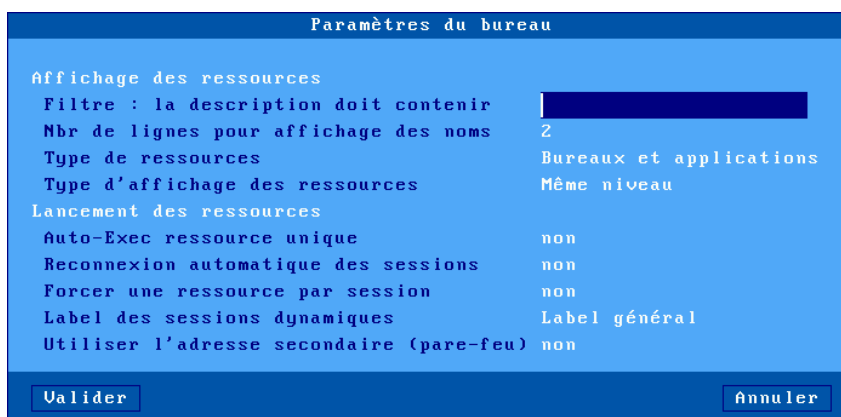 Paramètres du bureau
Affichage des ressources
Filtre : la description doit contenir
Nbr de lignes pour affichage des noms 2
Type de ressources Bureaux et applications
Type d'affichage des ressources Même niveau
Lancement des ressources
Auto-Exec ressource unique non
Reconnexion automatique des sessions non
Forcer une ressource par session non
Label des sessions dynamiques Label général
Utiliser l'adresse secondaire (pare-feu) non
Valider Annuler